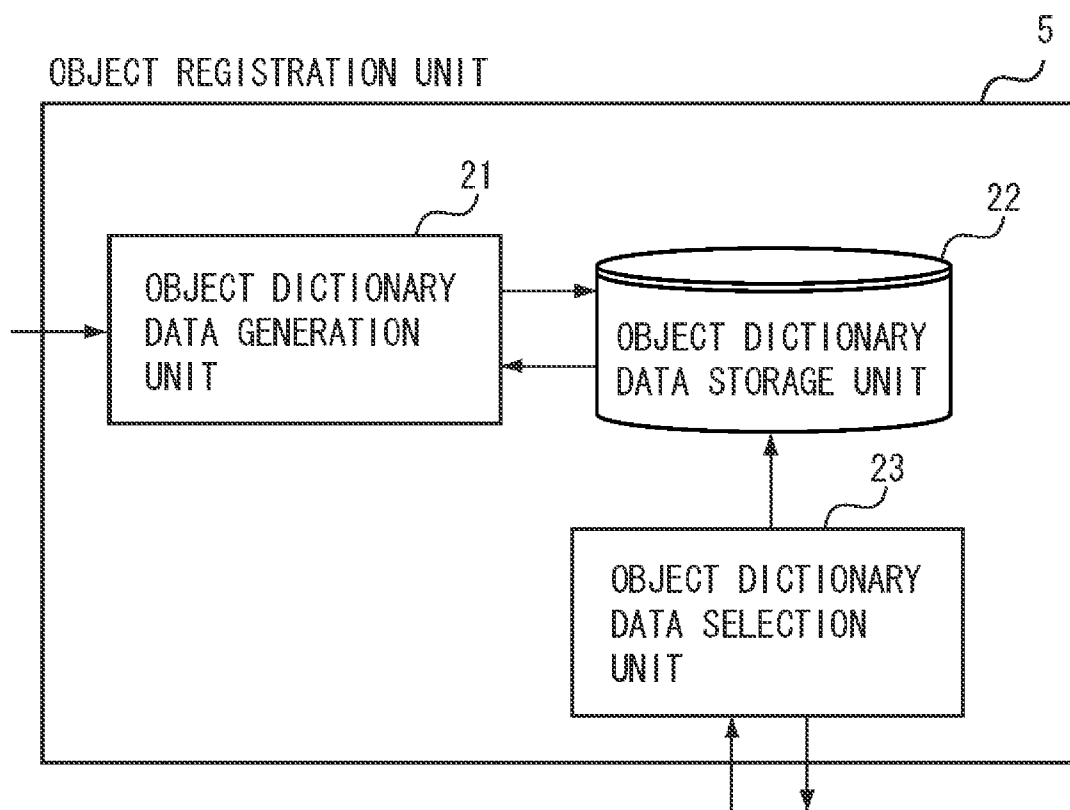 5
OBJECT REGISTRATION UNIT
21
22
OBJECT DICTIONARY
DATA GENERATION
UNIT
OBJECT DICTIONARY
DATA STORAGE UNIT
23
OBJECT DICTIONARY
DATA SELECTION
UNIT